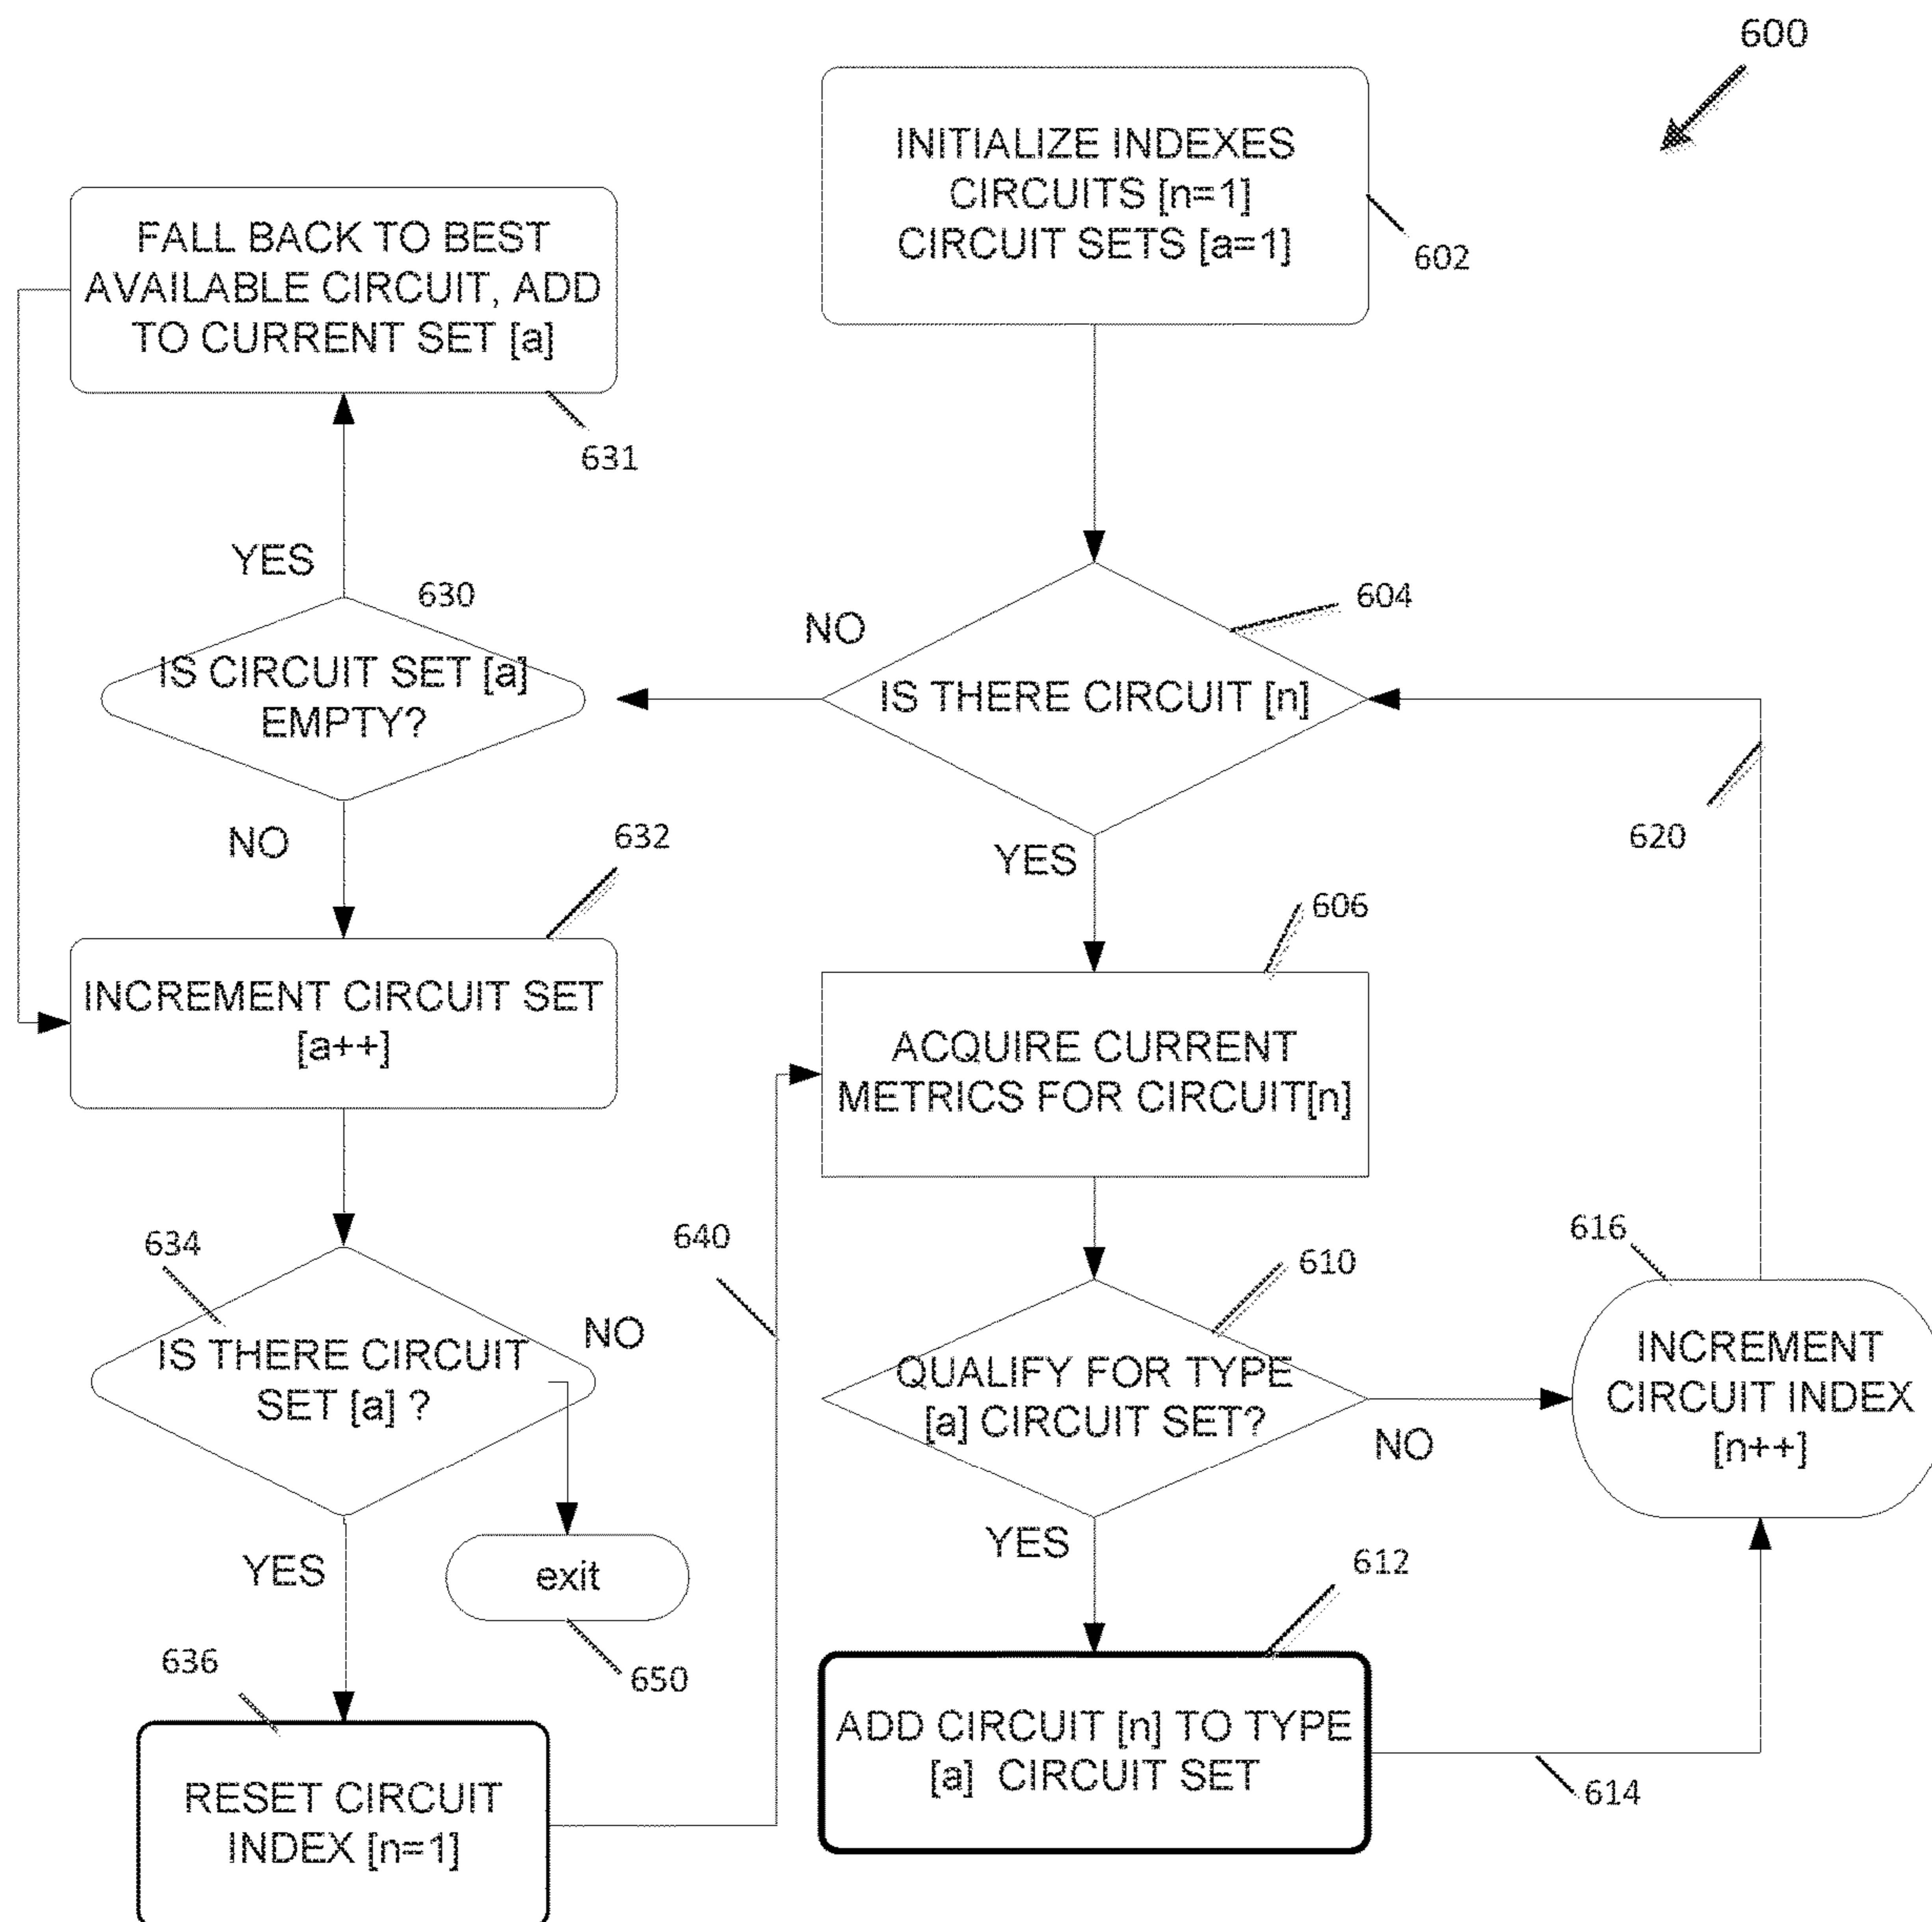 600
INITIALIZE INDEXES
CIRCUITS [n=1]
CIRCUIT SETS [a=1]
602
FALL BACK TO BEST
AVAILABLE CIRCUIT, ADD
TO CURRENT SET [a]
631
YES
630
IS CIRCUIT SET [a]
EMPTY?
NO
604
IS THERE CIRCUIT [n]
NO
632
YES
620
606
INCREMENT CIRCUIT SET
[a++]
ACQUIRE CURRENT
METRICS FOR CIRCUIT[n]
634
640
610
616
IS THERE CIRCUIT
SET [a] ?
NO
QUALIFY FOR TYPE
[a] CIRCUIT SET?
NO
INCREMENT
CIRCUIT INDEX
[n++]
YES
exit
650
YES
612
636
RESET CIRCUIT
INDEX [n=1]
ADD CIRCUIT [n] TO TYPE
[a] CIRCUIT SET
614